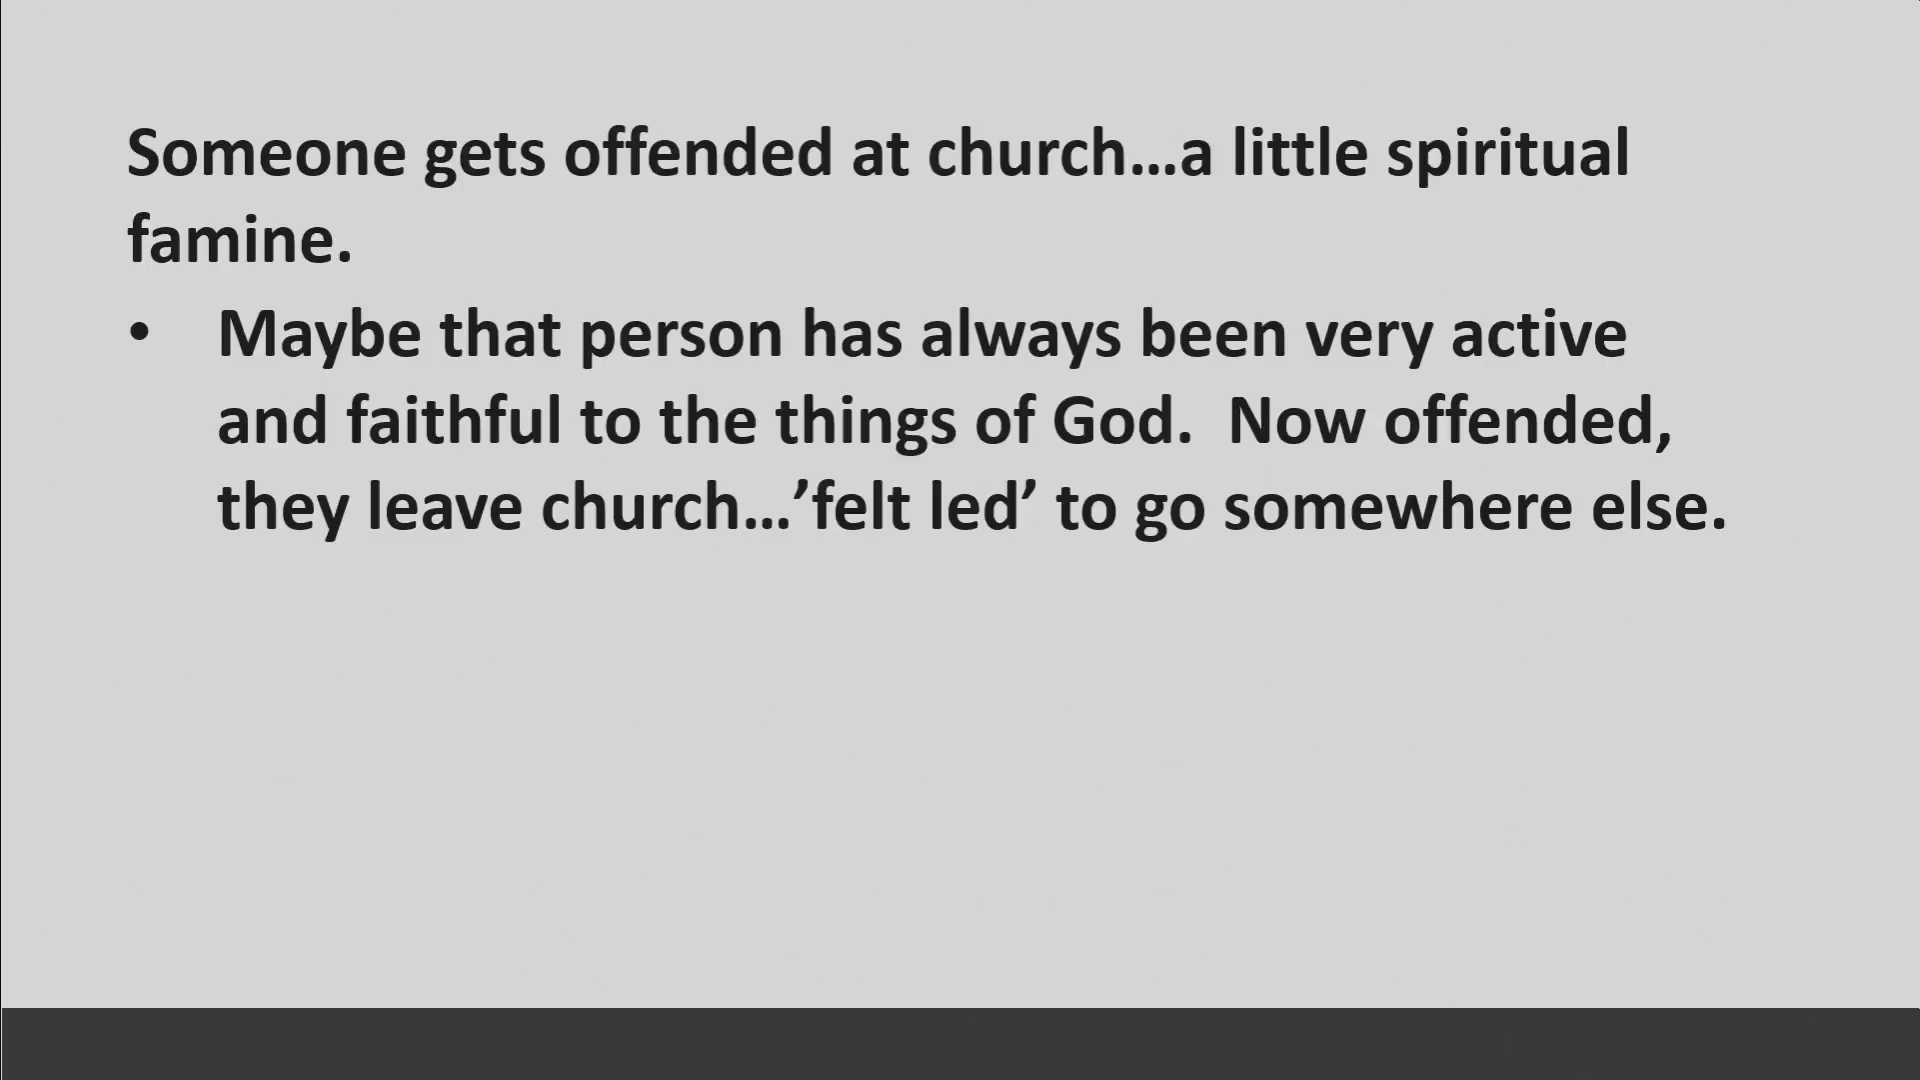 Someone gets offended at church…a little spiritual
famine.
• Maybe that person has always been very active
and faithful to the things of God.  Now offended,
they leave church…’felt led’ to go somewhere else.